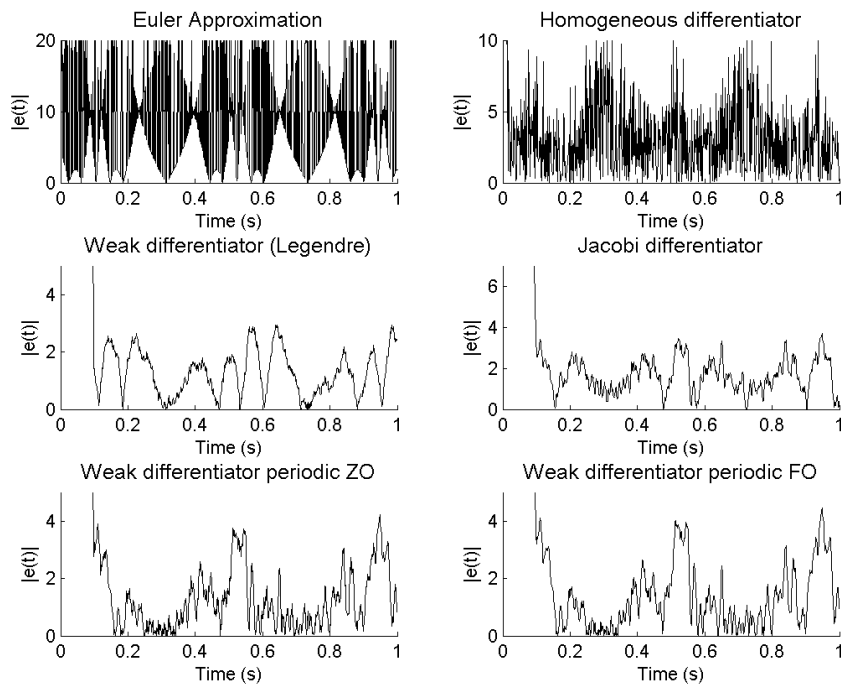 Euler Approximation
20
10
0
|e(t)|
0 0.2 0.4 0.6 0.8 1
Time (s)
Homogeneous differentiator
10
5
0
|e(t)|
0 0.2 0.4 0.6 0.8 1
Time (s)
Weak differentiator (Legendre)
4
2
0
|e(t)|
0 0.2 0.4 0.6 0.8 1
Time (s)
Jacobi differentiator
6
4
2
0
|e(t)|
0 0.2 0.4 0.6 0.8 1
Time (s)
Weak differentiator periodic ZO
4
2
0
|e(t)|
0 0.2 0.4 0.6 0.8 1
Time (s)
Weak differentiator periodic FO
4
2
0
|e(t)|
0 0.2 0.4 0.6 0.8 1
Time (s)